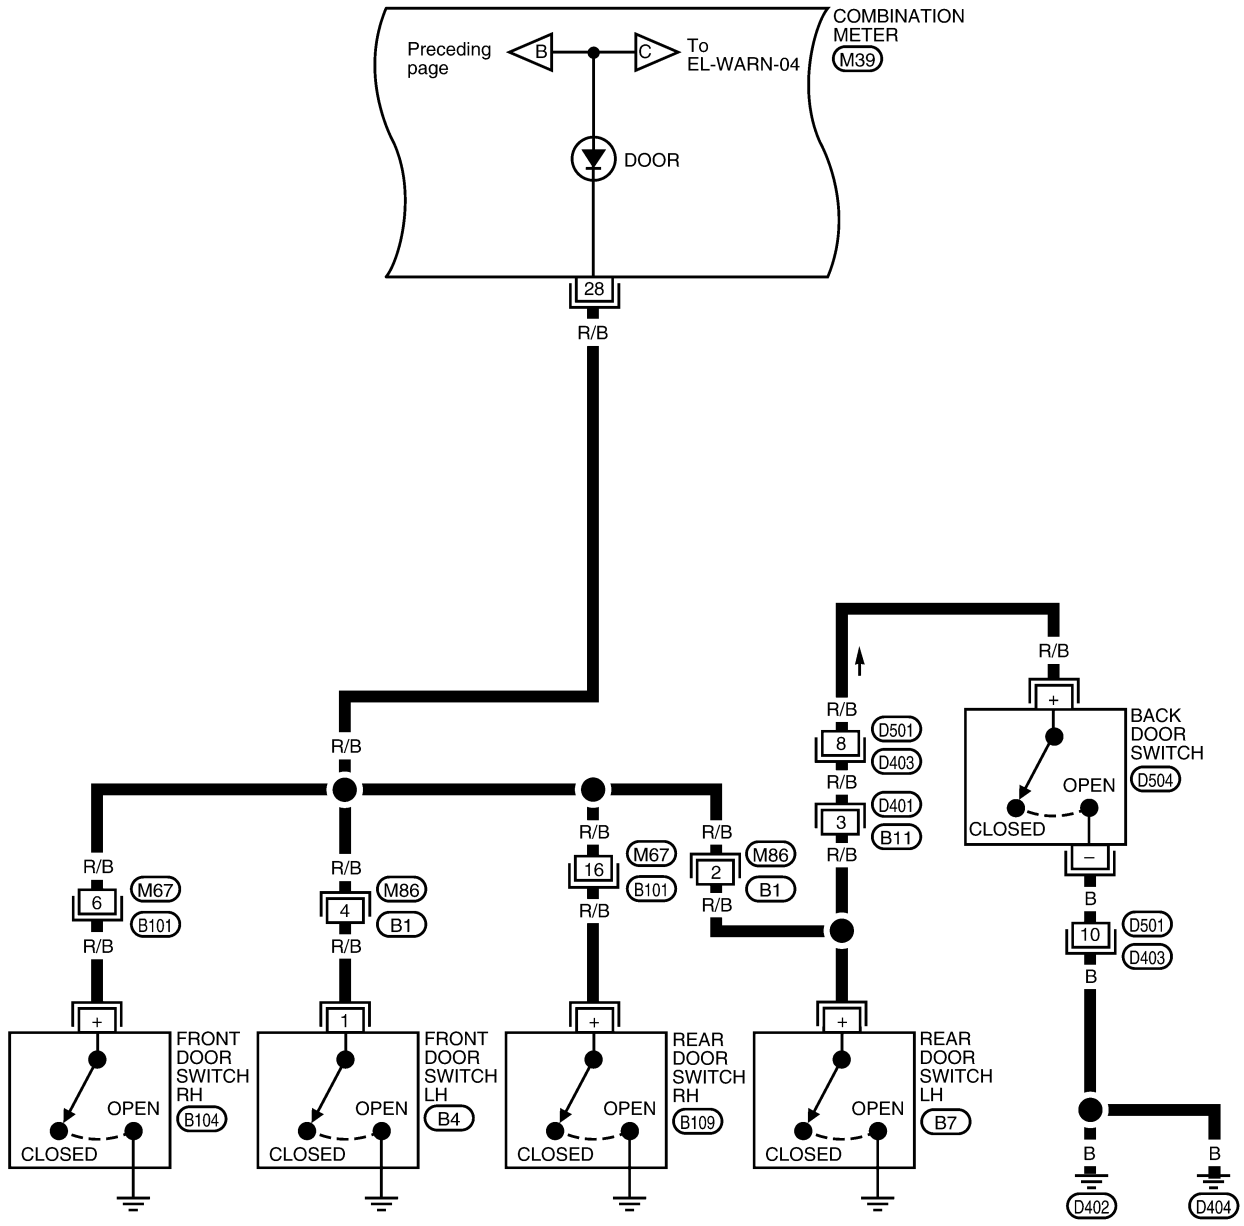 COMBINATION
METER
M39
Preceding
page
B
C
To
EL-WARN-04
DOOR
28
R/B
R/B
R/B
R/B
8
D501
D403
R/B
3
D401
B11
R/B
+
BACK
DOOR
SWITCH
D504
OPEN
CLOSED
–
B
10
D501
D403
B
R/B
6
M67
B101
R/B
R/B
4
M86
B1
R/B
R/B
16
M67
B101
R/B
R/B
2
M86
B1
R/B
+
FRONT
DOOR
SWITCH
RH
B104
OPEN
CLOSED
1
FRONT
DOOR
SWITCH
LH
B4
OPEN
CLOSED
+
REAR
DOOR
SWITCH
RH
B109
OPEN
CLOSED
+
REAR
DOOR
SWITCH
LH
B7
OPEN
CLOSED
B
B
D402
D404